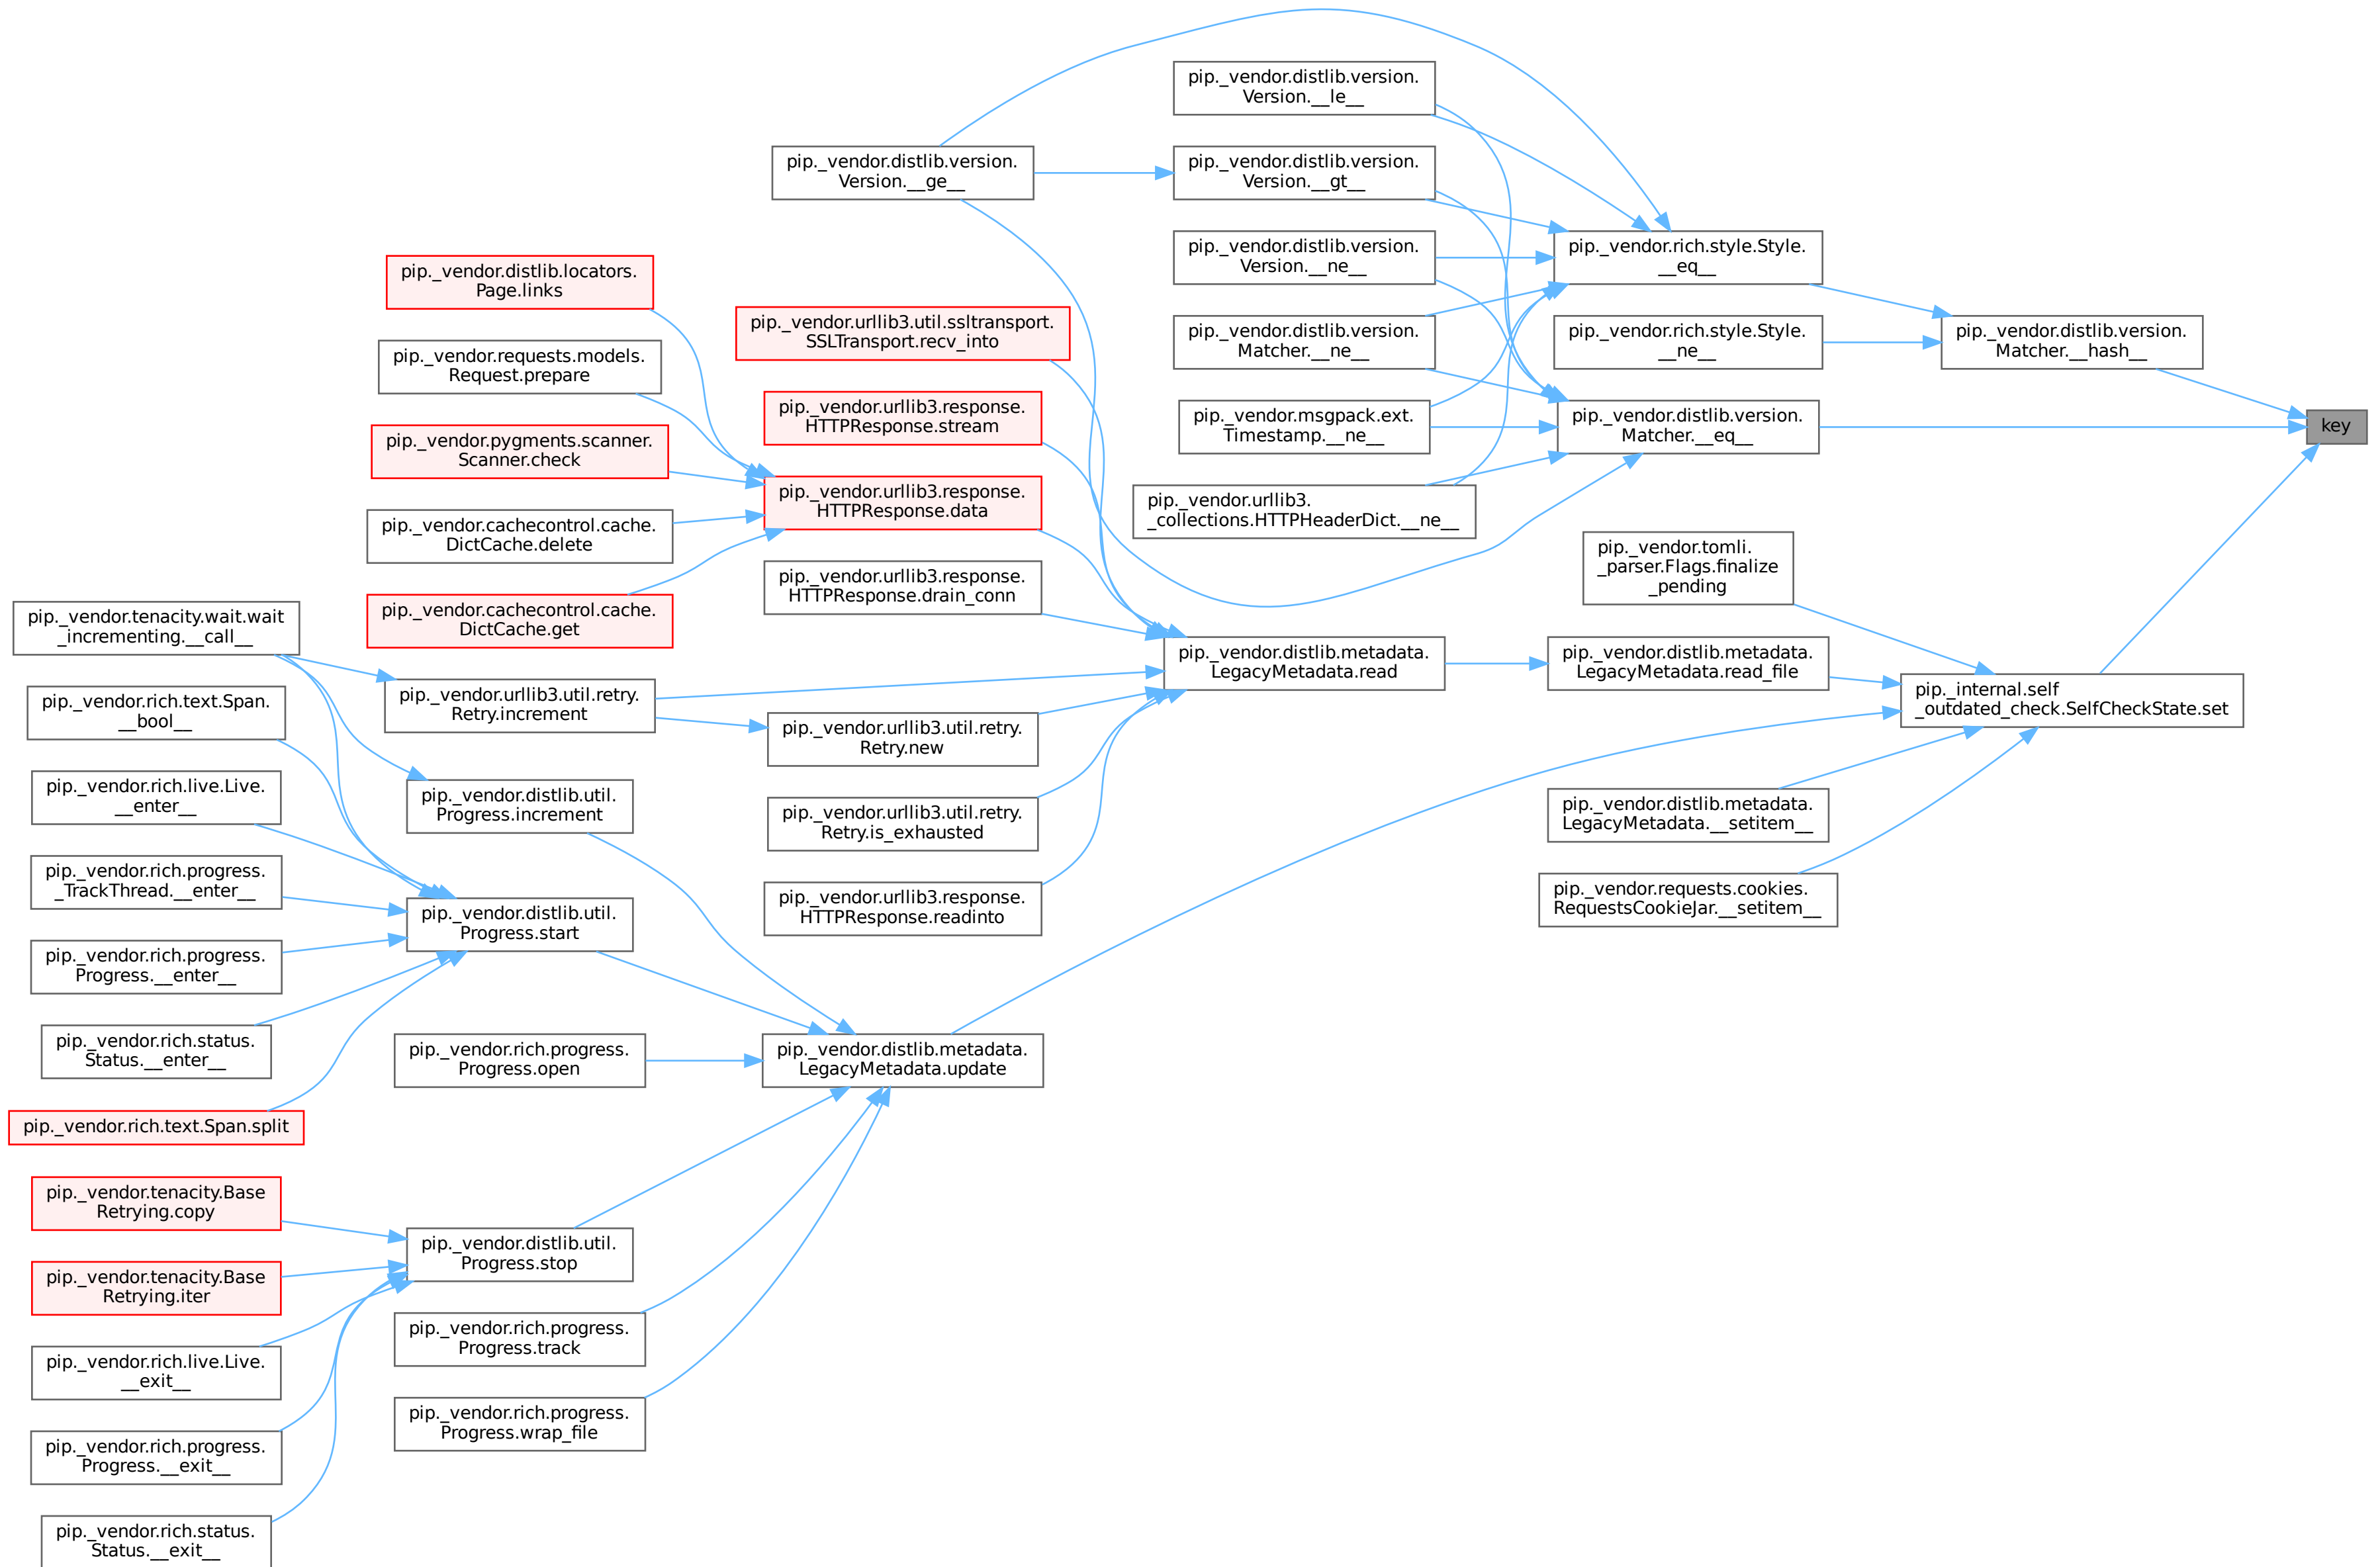 pip._vendor.distlib.version.
Version.__le__
pip._vendor.distlib.version.
Version.__ge__
pip._vendor.distlib.version.
Version.__gt__
pip._vendor.distlib.version.
Version.__ne__
pip._vendor.rich.style.Style.
__eq__
pip._vendor.distlib.locators.
Page.links
pip._vendor.urllib3.util.ssltransport.
SSLTransport.recv_into
pip._vendor.distlib.version.
Matcher.__ne__
pip._vendor.rich.style.Style.
__ne__
pip._vendor.distlib.version.
Matcher.__hash__
pip._vendor.requests.models.
Request.prepare
pip._vendor.urllib3.response.
HTTPResponse.stream
pip._vendor.msgpack.ext.
Timestamp.__ne__
pip._vendor.distlib.version.
Matcher.__eq__
key
pip._vendor.pygments.scanner.
Scanner.check
pip._vendor.urllib3.response.
HTTPResponse.data
pip._vendor.urllib3.
_collections.HTTPHeaderDict.__ne__
pip._vendor.cachecontrol.cache.
DictCache.delete
pip._vendor.tomli.
_parser.Flags.finalize
_pending
pip._vendor.urllib3.response.
HTTPResponse.drain_conn
pip._vendor.cachecontrol.cache.
DictCache.get
pip._vendor.tenacity.wait.wait
_incrementing.__call__
pip._vendor.distlib.metadata.
LegacyMetadata.read
pip._vendor.distlib.metadata.
LegacyMetadata.read_file
pip._internal.self
_outdated_check.SelfCheckState.set
pip._vendor.rich.text.Span.
__bool__
pip._vendor.urllib3.util.retry.
Retry.increment
pip._vendor.urllib3.util.retry.
Retry.new
pip._vendor.rich.live.Live.
__enter__
pip._vendor.distlib.util.
Progress.increment
pip._vendor.urllib3.util.retry.
Retry.is_exhausted
pip._vendor.distlib.metadata.
LegacyMetadata.__setitem__
pip._vendor.rich.progress.
_TrackThread.__enter__
pip._vendor.distlib.util.
Progress.start
pip._vendor.urllib3.response.
HTTPResponse.readinto
pip._vendor.requests.cookies.
RequestsCookieJar.__setitem__
pip._vendor.rich.progress.
Progress.__enter__
pip._vendor.rich.status.
Status.__enter__
pip._vendor.rich.progress.
Progress.open
pip._vendor.distlib.metadata.
LegacyMetadata.update
pip._vendor.rich.text.Span.split
pip._vendor.tenacity.Base
Retrying.copy
pip._vendor.distlib.util.
Progress.stop
pip._vendor.tenacity.Base
Retrying.iter
pip._vendor.rich.progress.
Progress.track
pip._vendor.rich.live.Live.
__exit__
pip._vendor.rich.progress.
Progress.wrap_file
pip._vendor.rich.progress.
Progress.__exit__
pip._vendor.rich.status.
Status.__exit__